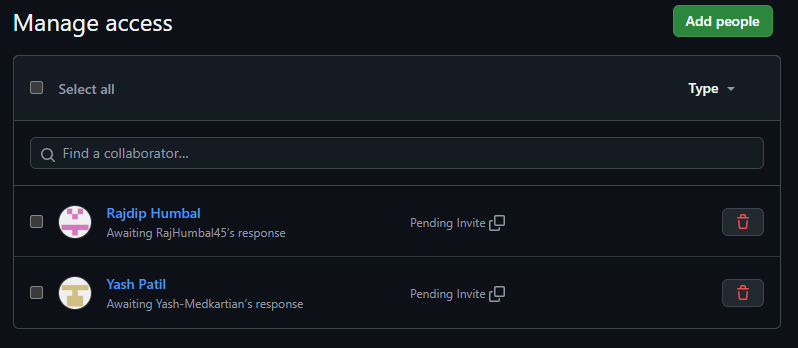 Manage access
Add people
Select all
Type
Find a collaborator...
Rajdip Humbal
Awaiting RajHumbal45's response
Pending Invite
Yash Patil
Awaiting Yash-Medkartian's response
Pending Invite